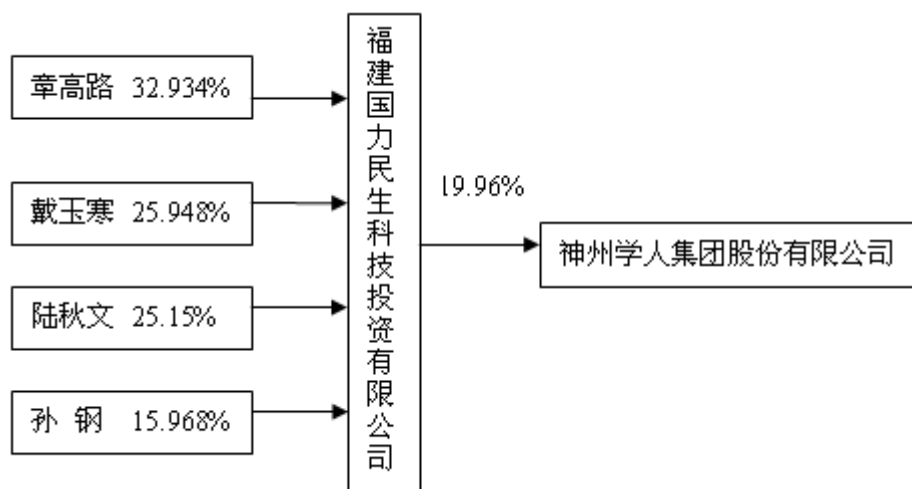 章高路 32.934%
戴玉寒 25.948%
陆秋文 25.15%
孙 钢 15.968%
福建国力民生科技投资有限公司
19.96%
神州学人集团股份有限公司